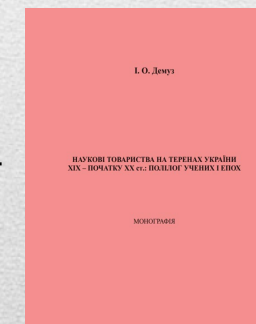 І. О. Демуз
НАУКОВІ ТОВАРИСТВА НА ТЕРЕНАХ УКРАЇНИ
ХІХ – ПОЧАТКУ ХХ ст.: ПОЛІЛОГ УЧЕНИХ І ЕПОХ
МОНОГРАФІЯ